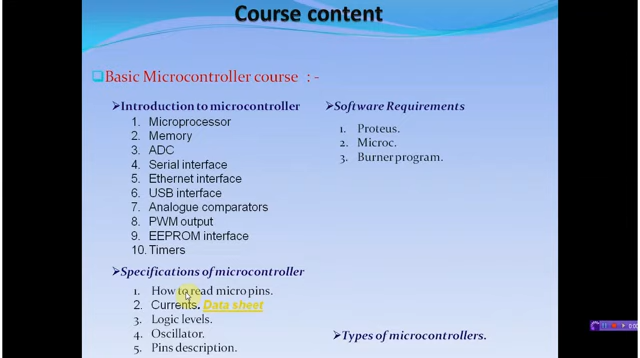 Course content
Basic Microcontroller course : -
Introduction to microcontroller
1. Microprocessor
2. Memory
3. ADC
4. Serial interface
5. Ethernet interface
6. USB interface
7. Analogue comparators
8. PWM output
9. EEPROM interface
10. Timers
Specifications of microcontroller
1. How to read micro pins.
2. Currents. Data sheet
3. Logic levels.
4. Oscillator.
5. Pins description.
Software Requirements
1. Proteus.
2. Microc.
3. Burner program.
Types of microcontrollers.